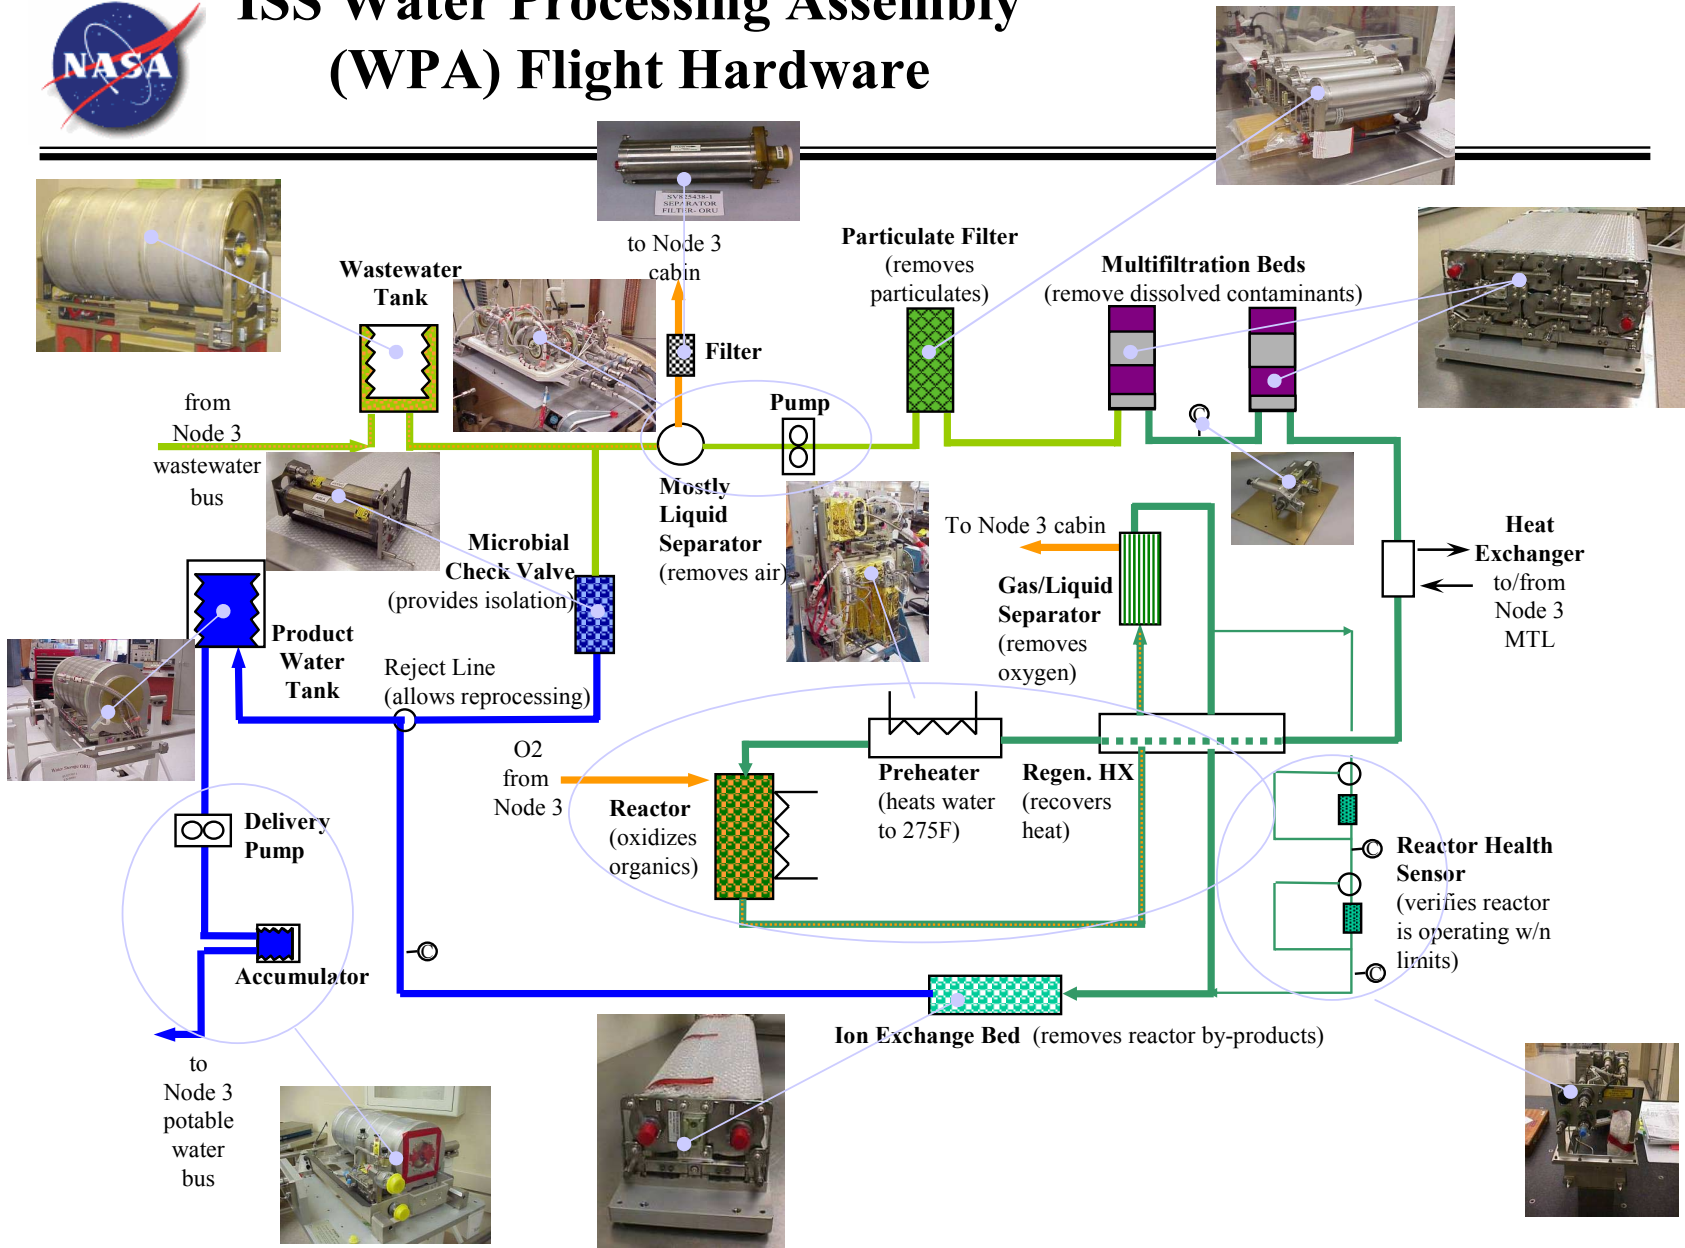 ISS Water Processing Assembly
(WPA) Flight Hardware
NASA
SV825438-1
SEPARATOR
FILTER- ORU
to Node 3
cabin
Wastewater
Tank
Filter
Particulate Filter
(removes
particulates)
Multifiltration Beds
(remove dissolved contaminants)
Pump
C
from
Node 3
wastewater
bus
Mostly
Liquid
Separator
(removes air)
Microbial
Check Valve
(provides isolation)
To Node 3 cabin
Gas/Liquid
Separator
(removes
oxygen)
Heat
Exchanger
to/from
Node 3
MTL
Product
Water
Tank
Reject Line
(allows reprocessing)
O2
from
Node 3
Reactor
(oxidizes
organics)
Preheater
(heats water
to 275F)
Regen. HX
(recovers
heat)
Delivery
Pump
Accumulator
C
C
Reactor Health
Sensor
(verifies reactor
is operating w/n
limits)
C
Ion Exchange Bed (removes reactor by-products)
to
Node 3
potable
water
bus